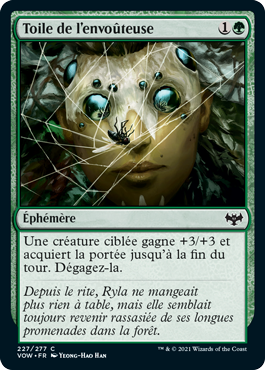 Toile de l'envoûteuse 1
Éphémère
Une créature ciblée gagne +3/+3 et
acquiert la portée jusqu'à la fin du
tour. Dégagez-la.
Depuis le rite, Ryla ne mangeait
plus rien à table, mais elle semblait
toujours revenir rassasiée de ses longues
promenades dans la forêt.
227/277 C
VOW • FR Yeong-Hao Han
™ & © 2021 Wizards of the Coast